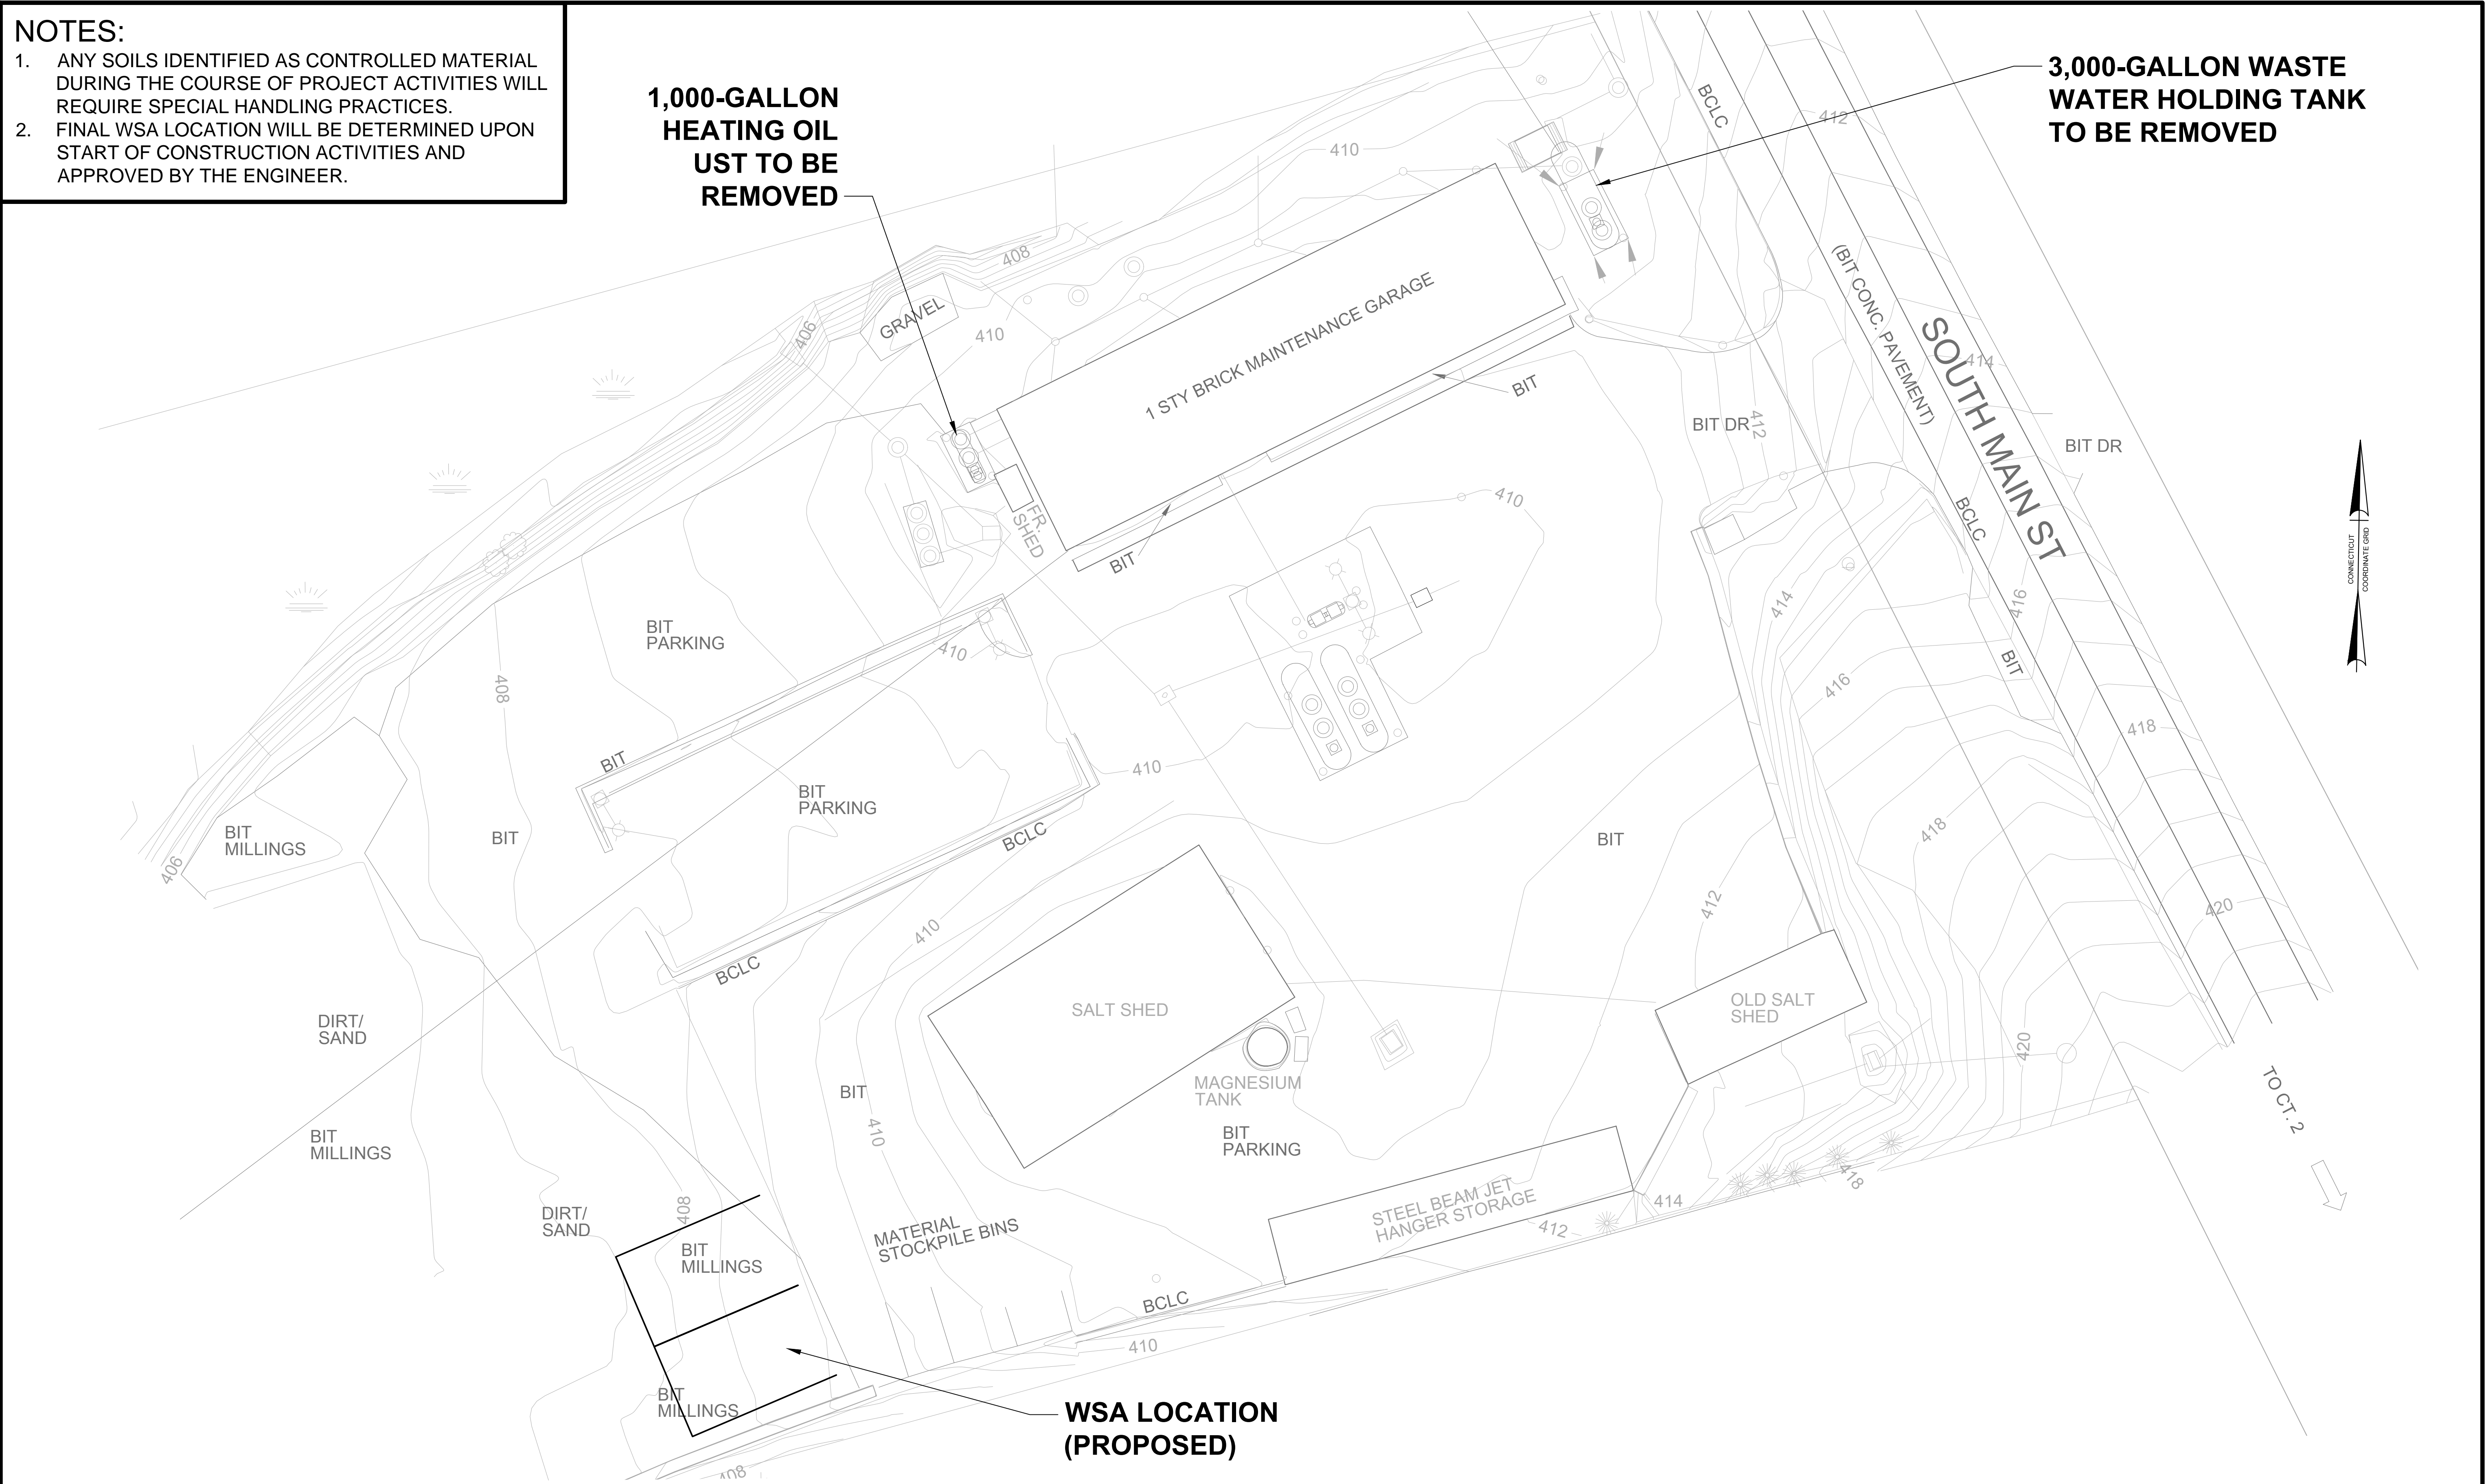 NOTES:
1. ANY SOILS IDENTIFIED AS CONTROLLED MATERIAL
DURING THE COURSE OF PROJECT ACTIVITIES WILL
REQUIRE SPECIAL HANDLING PRACTICES.
2. FINAL WSA LOCATION WILL BE DETERMINED UPON
START OF CONSTRUCTION ACTIVITIES AND
APPROVED BY THE ENGINEER.
1,000-GALLON
HEATING OIL
UST TO BE
REMOVED
3,000-GALLON WASTE
WATER HOLDING TANK
TO BE REMOVED
BCLC
412
410
408
GRAVEL
406
410
1 STY BRICK MAINTENANCE GARAGE
(BIT CONC. PAVEMENT)
SOUTH MAIN ST
414
BIT
BIT DR
412
BIT DR
410
FR.
SHED
BIT
BCLC
CONNECTICUT
COORDINATE GRID
414
416
BIT
BIT
PARKING
410
408
416
418
BIT
410
BIT
PARKING
BIT
MILLINGS
BIT
BCLC
BIT
418
406
412
420
410
BCLC
SALT SHED
OLD SALT
SHED
DIRT/
SAND
420
MAGNESIUM
TANK
BIT
TO CT. 2
410
BIT
PARKING
BIT
MILLINGS
418
DIRT/
SAND
408
STEEL BEAM JET
HANGER STORAGE
414
412
MATERIAL
STOCKPILE BINS
BIT
MILLINGS
BCLC
410
BIT
MILLINGS
WSA LOCATION
(PROPOSED)
408